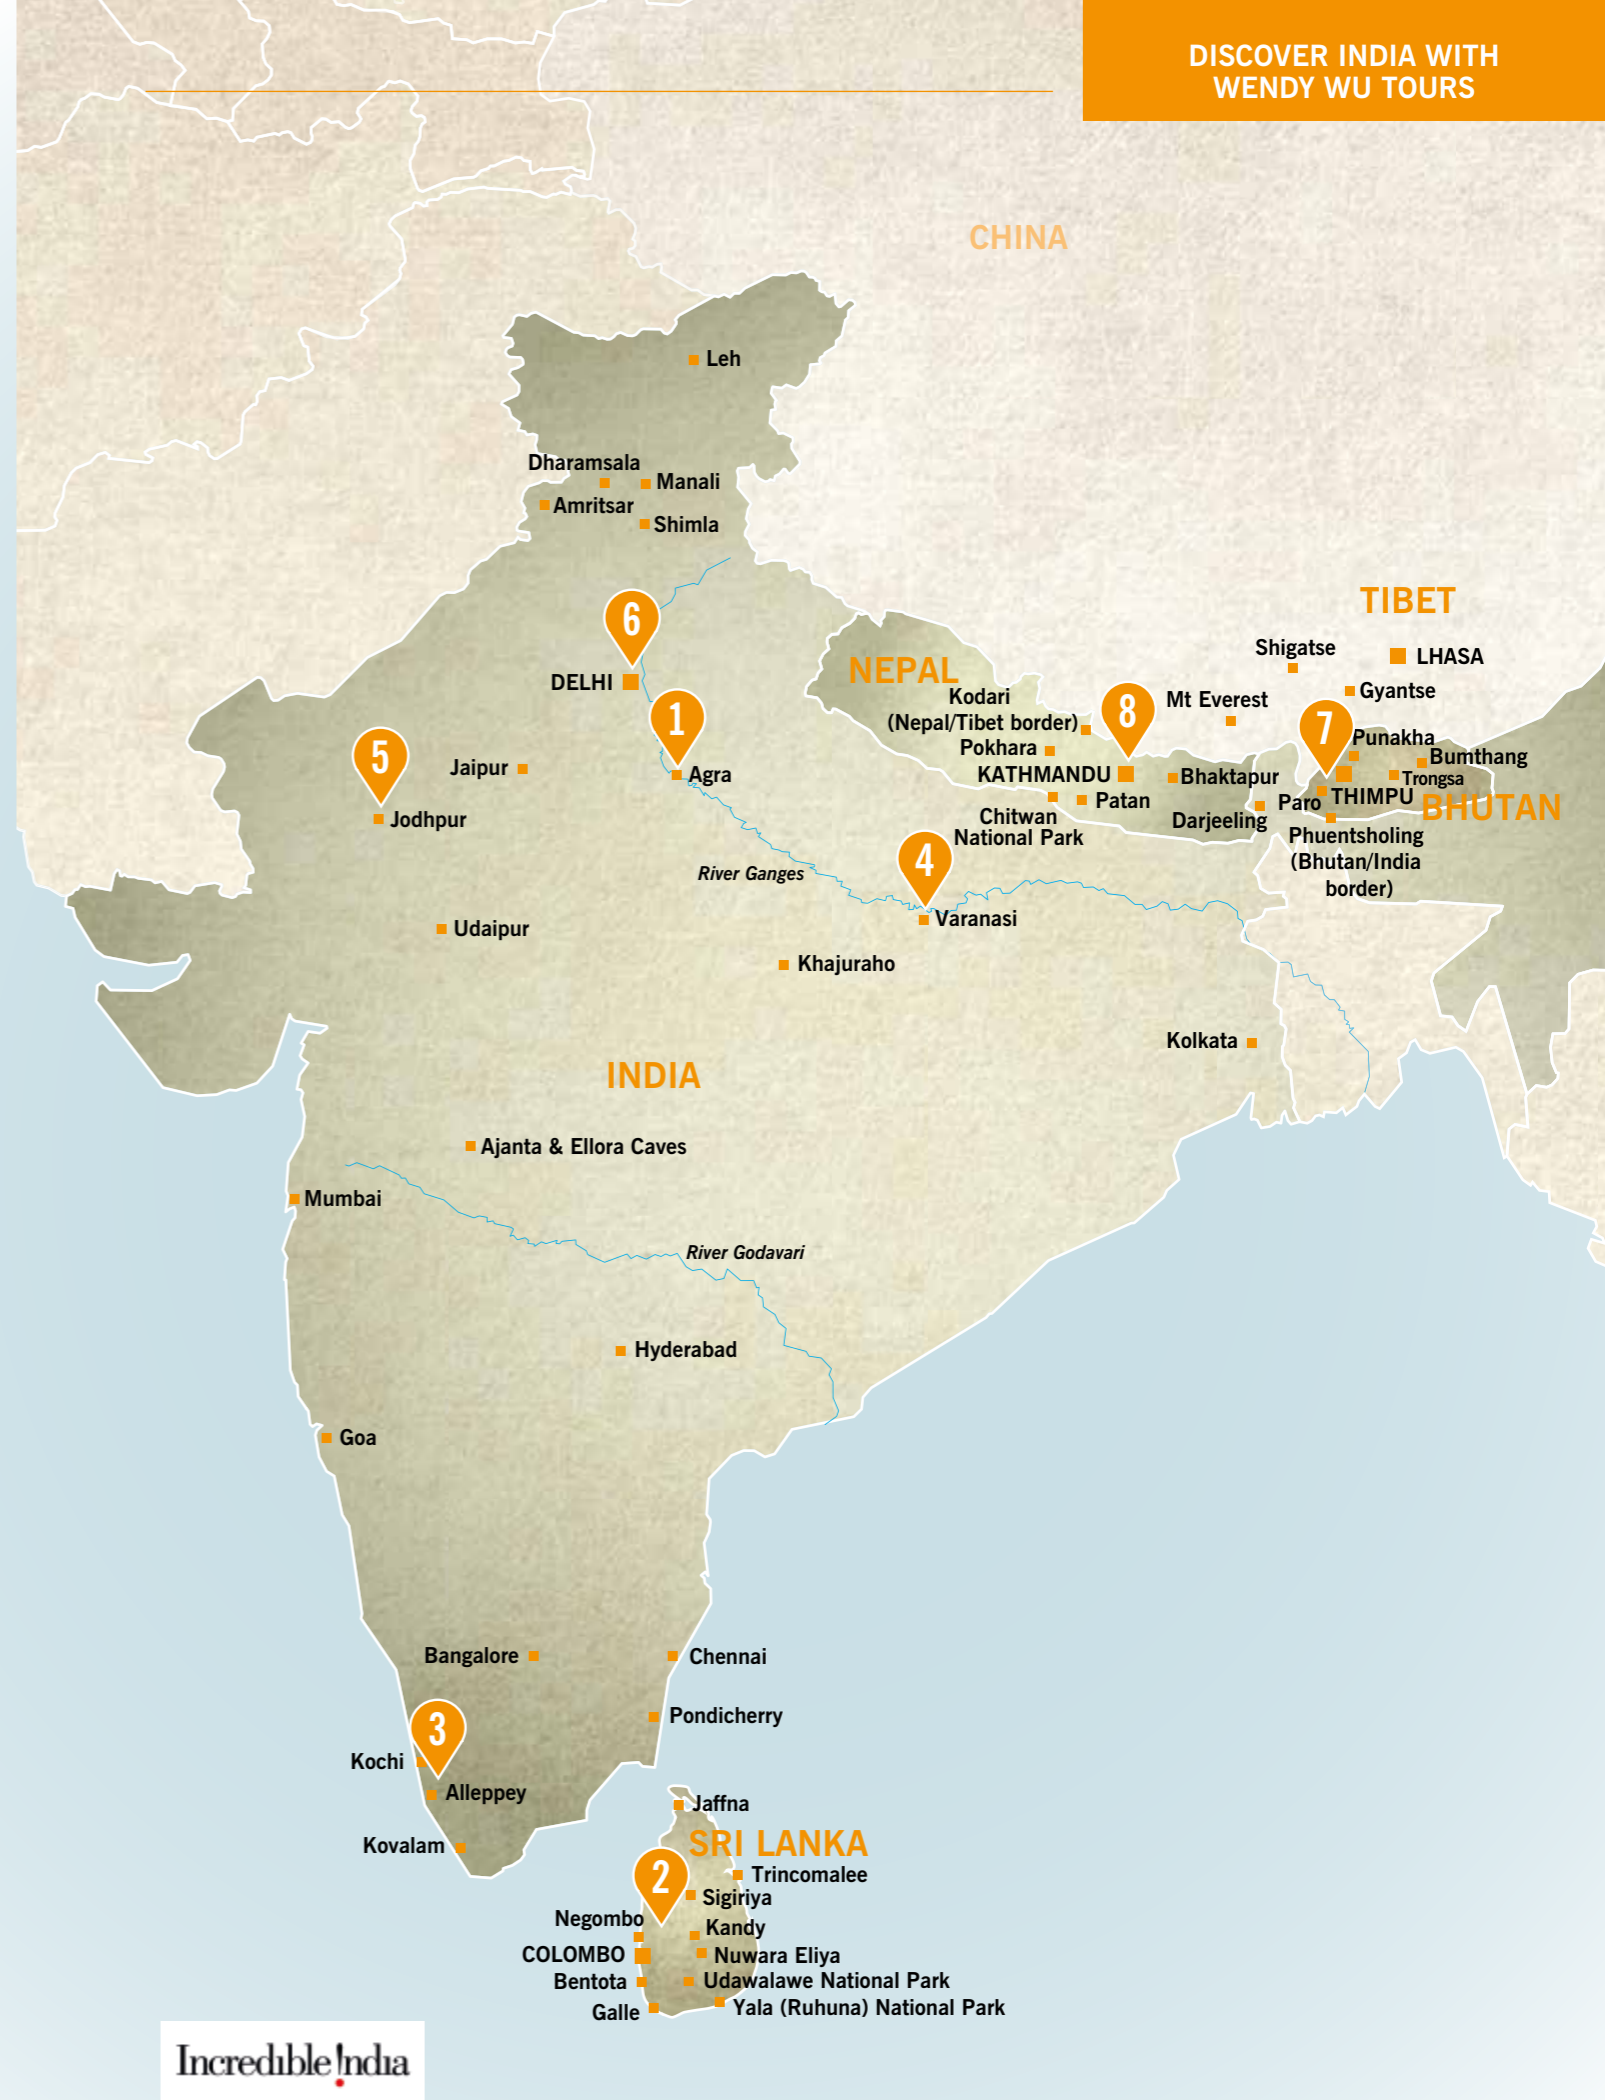 DISCOVER INDIA WITH
WENDY WU TOURS
CHINA
Leh
Dharamsala
Manali
Amritsar
Shimla
6
DELHI
TIBET
Shigatse
LHASA
Gyantse
NEPAL
Kodari
(Nepal/Tibet border)
Mt Everest
8
7
1
5
Pokhara
Punakha
Bumthang
Jaipur
Agra
KATHMANDU
Bhaktapur
Trongsa
Patan
Paro
THIMPU
BHUTAN
Jodhpur
Chitwan
National Park
Darjeeling
Phuentsholing
(Bhutan/India
border)
4
River Ganges
Varanasi
Udaipur
Khajuraho
Kolkata
INDIA
Ajanta & Ellora Caves
Mumbai
River Godavari
Hyderabad
Goa
Bangalore
Chennai
Pondicherry
3
Kochi
Alleppey
Kovalam
Jaffna
SRI LANKA
2
Trincomalee
Sigiriya
Negombo
Kandy
COLOMBO
Nuwara Eliya
Bentota
Udawalawe National Park
Galle
Yala (Ruhuna) National Park
Incredible !ndia